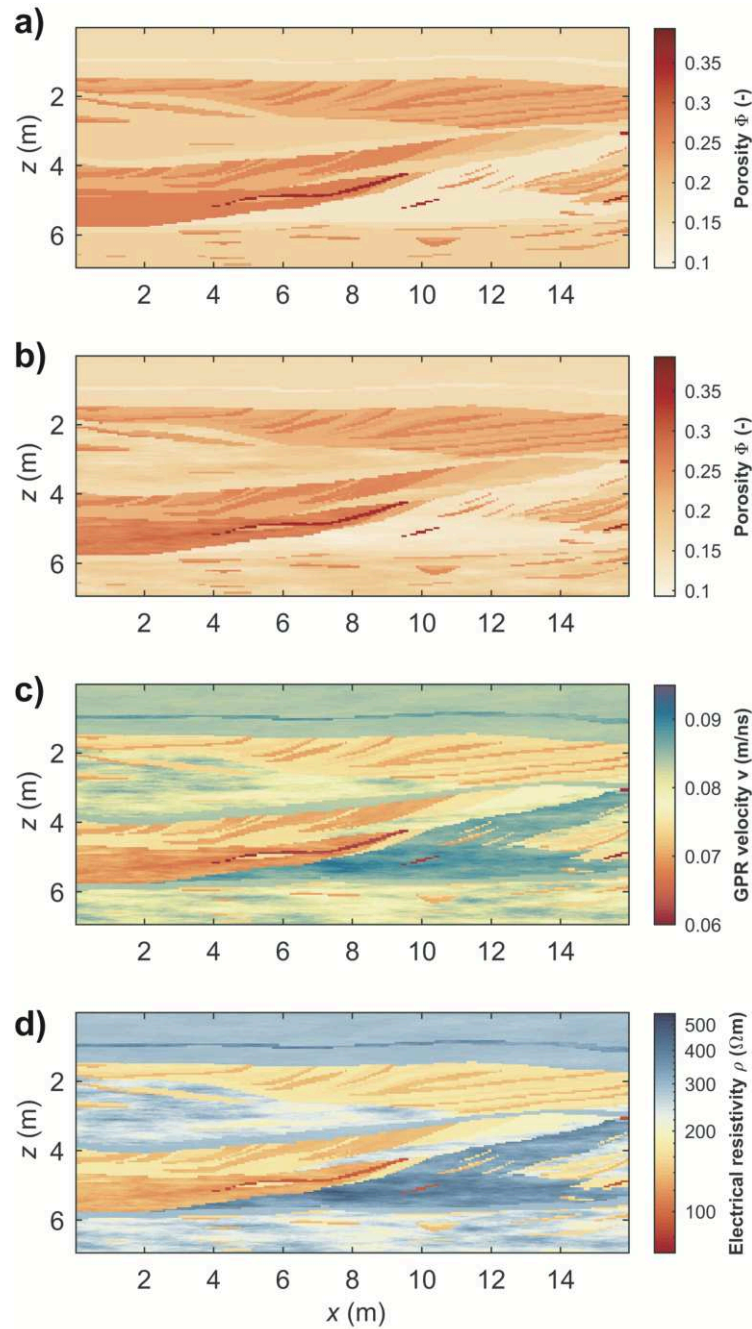 a)
2
4
6
z (m)
2 4 6 8 10 12 14
0.35
0.3
0.25
0.2
0.15
0.1
Porosity Φ (-)
b)
2
4
6
z (m)
2 4 6 8 10 12 14
0.35
0.3
0.25
0.2
0.15
0.1
Porosity Φ (-)
c)
2
4
6
z (m)
2 4 6 8 10 12 14
0.09
0.08
0.07
0.06
GPR velocity v (m/ns)
d)
2
4
6
z (m)
2 4 6 8 10 12 14
x (m)
500
300
200
100
Electrical resistivity ρ (Ωm)